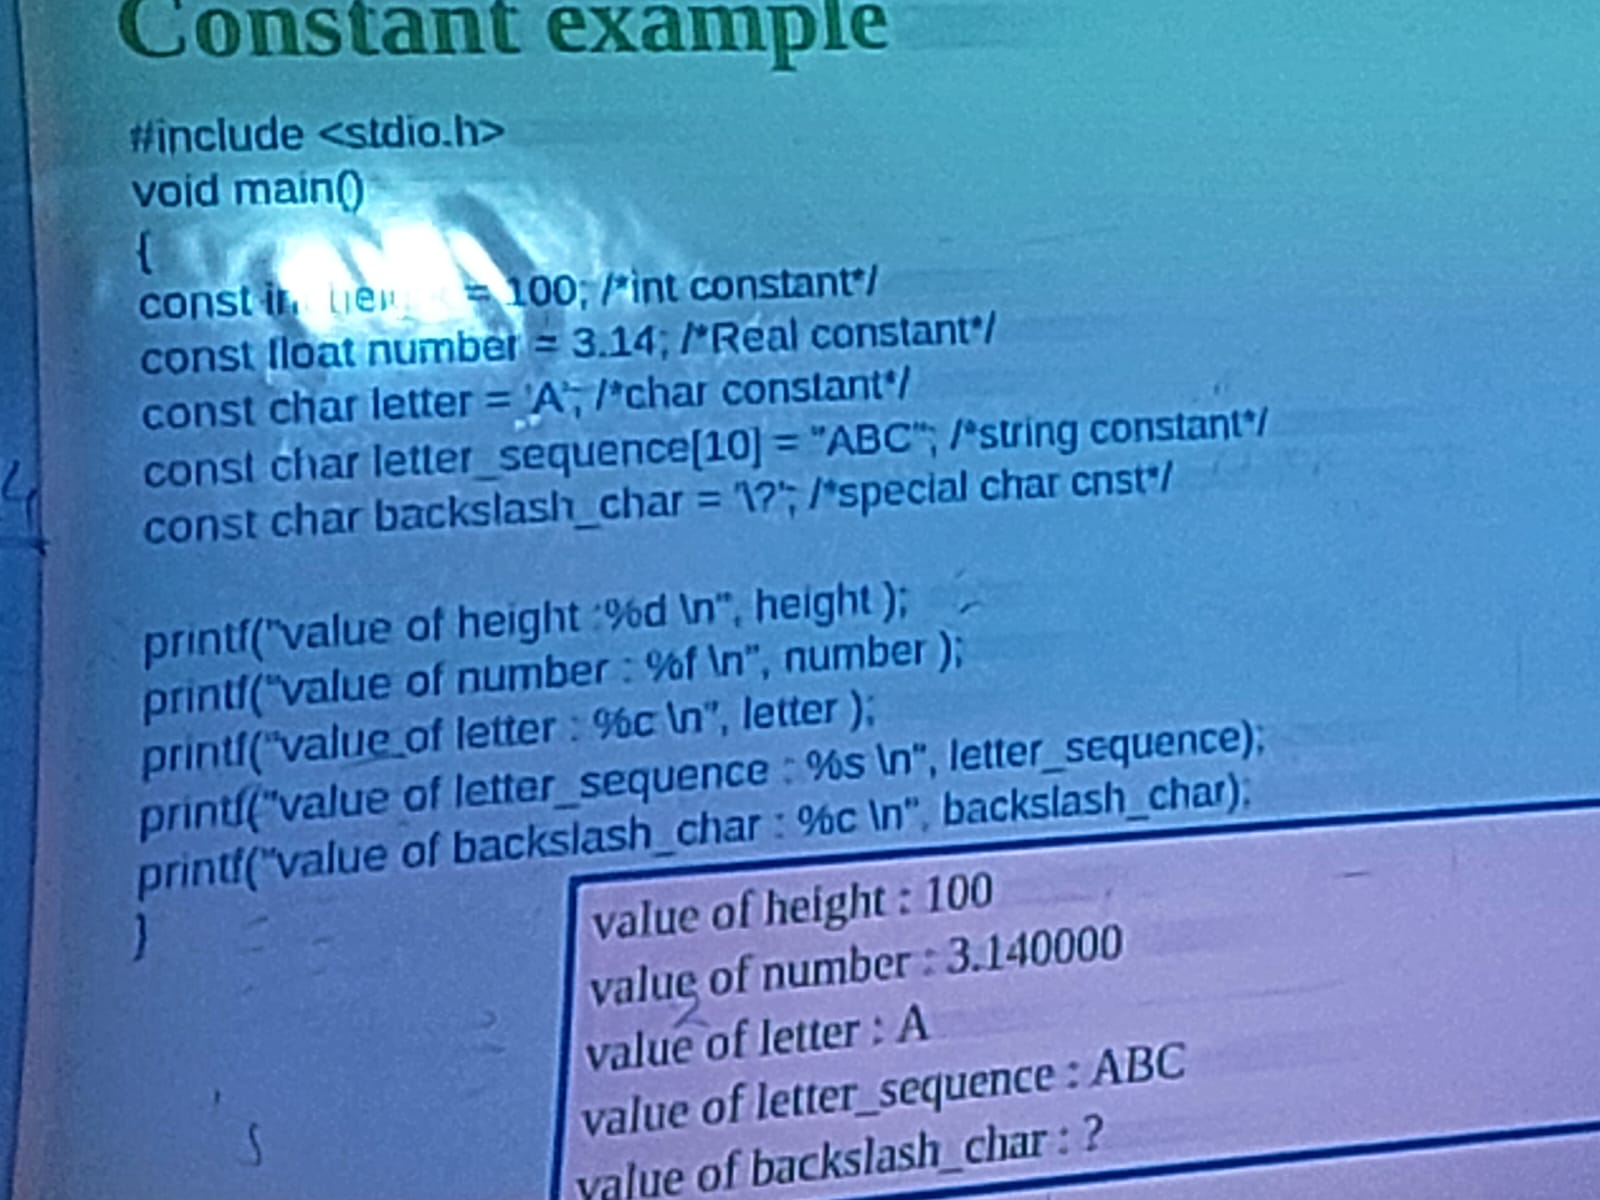 Constant example
#include <stdio.h>
void main()
{
const = 100; /*int constant*/
const float number = 3.14; /*Real constant*/
const char letter = 'A'; /*char constant*/
const char letter_sequence[10] = "ABC"; /*string constant*/
const char backslash_char = '\?'; /*special char cnst*/
printf("value of height :%d \n", height );
printf("value of number : %f \n", number );
printf("value of letter : %c \n", letter );
printf("value of letter_sequence : %s \n", letter_sequence);
printf("value of backslash_char : %c \n", backslash_char);
}
value of height : 100
value of number : 3.140000
value of letter : A
value of letter_sequence : ABC
value of backslash_char : ?